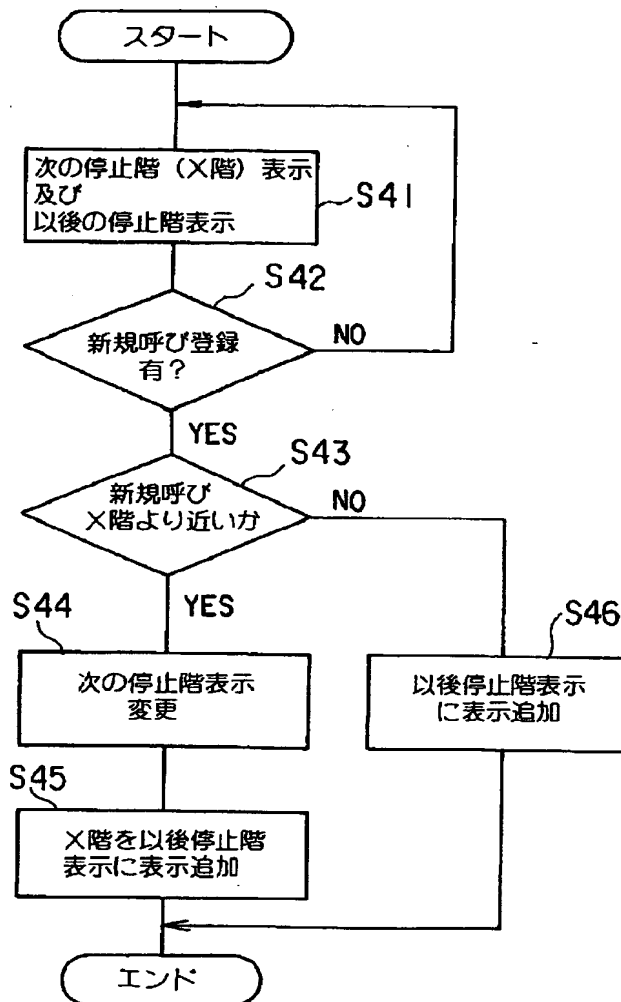 スタート
次の停止階（X階）表示
及び
以後の停止階表示
S41
S42
新規呼び登録
有？
NO
YES
S43
新規呼び
X階より近いか
NO
YES
S44
次の停止階表示
変更
S46
以後停止階表示
に表示追加
S45
X階を以後停止階
表示に表示追加
エンド